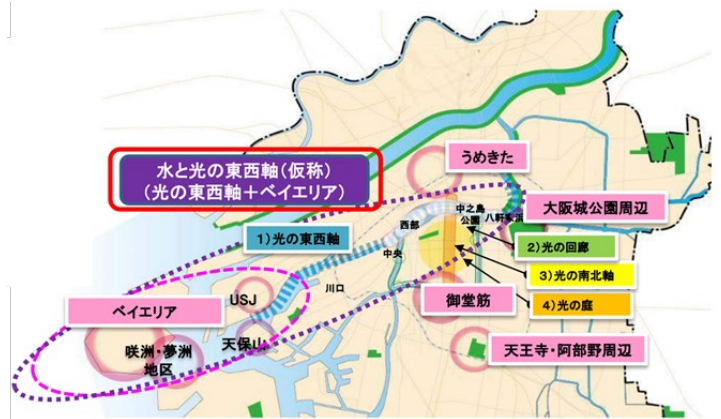 水と光の東西軸(仮称)
(光の東西軸+ベイエリア)
うめきた
中之島
公園
八軒家浜
大阪城公園周辺
西部
1)光の東西軸
2)光の回廊
中央
3)光の南北軸
川口
USJ
御堂筋
4)光の庭
ベイエリア
天保山
咲洲・夢洲
地区
天王寺・阿部野周辺